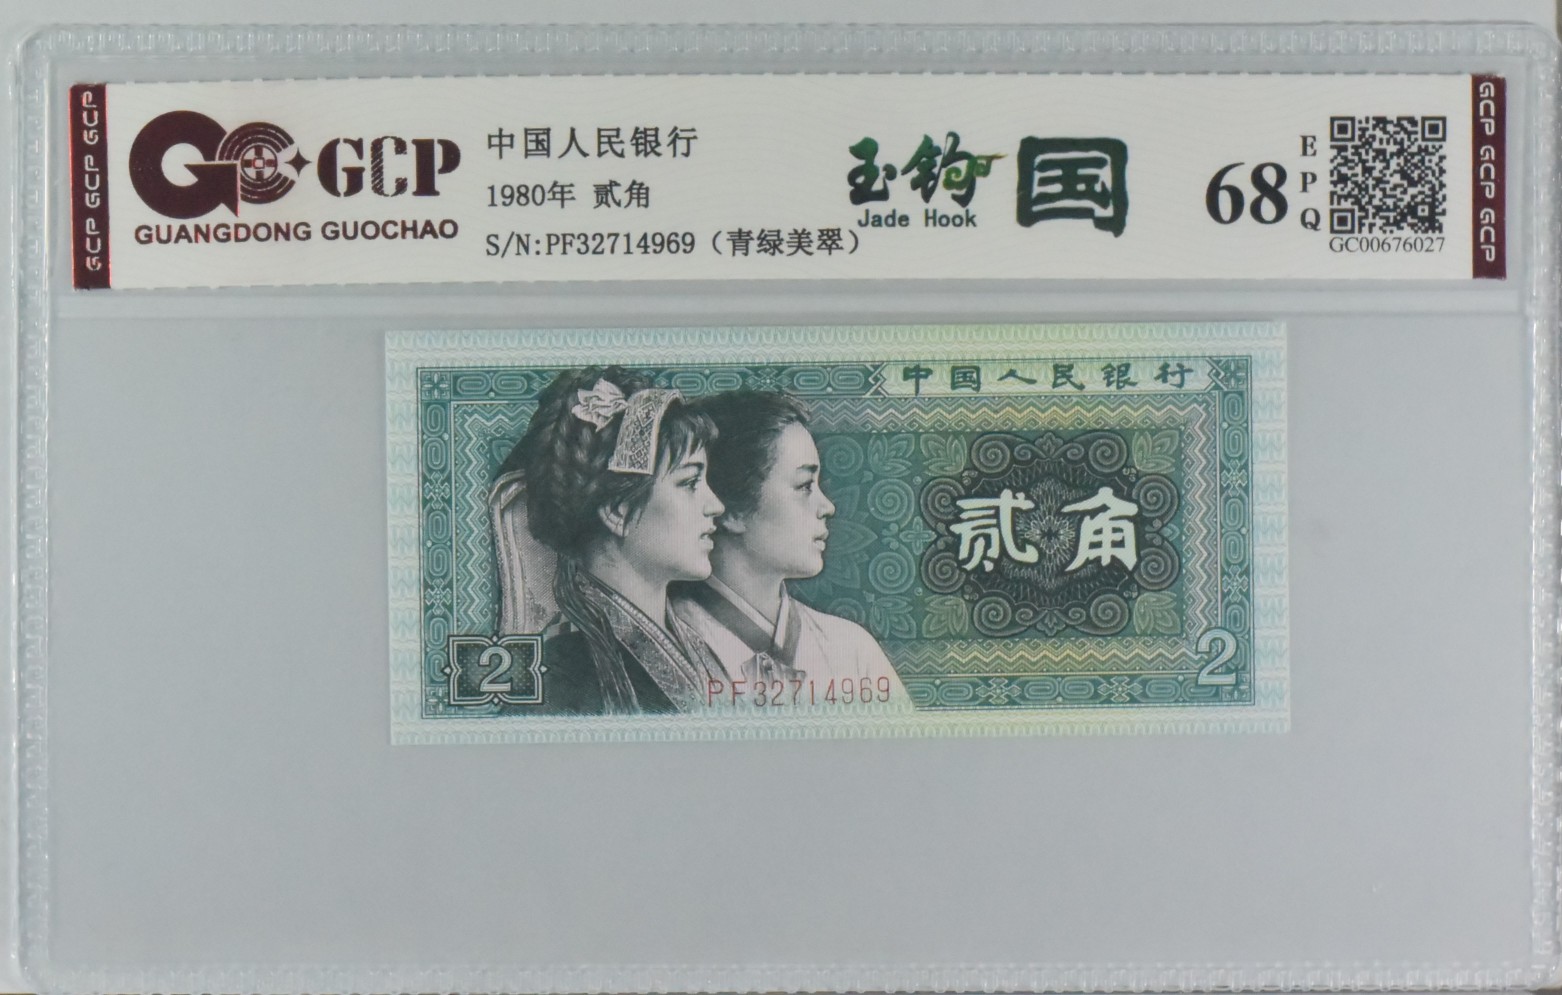 GCP GCP GCP
GCP
GUANGDONG GUOCHAO
中国人民银行
1980年 贰角
S/N:PF32714969（青绿美翠）
玉钩
Jade Hook
国
68
EPQ
GC00676027
GCP GCP GCP
中国人民银行
贰角
2
2
PF32714969